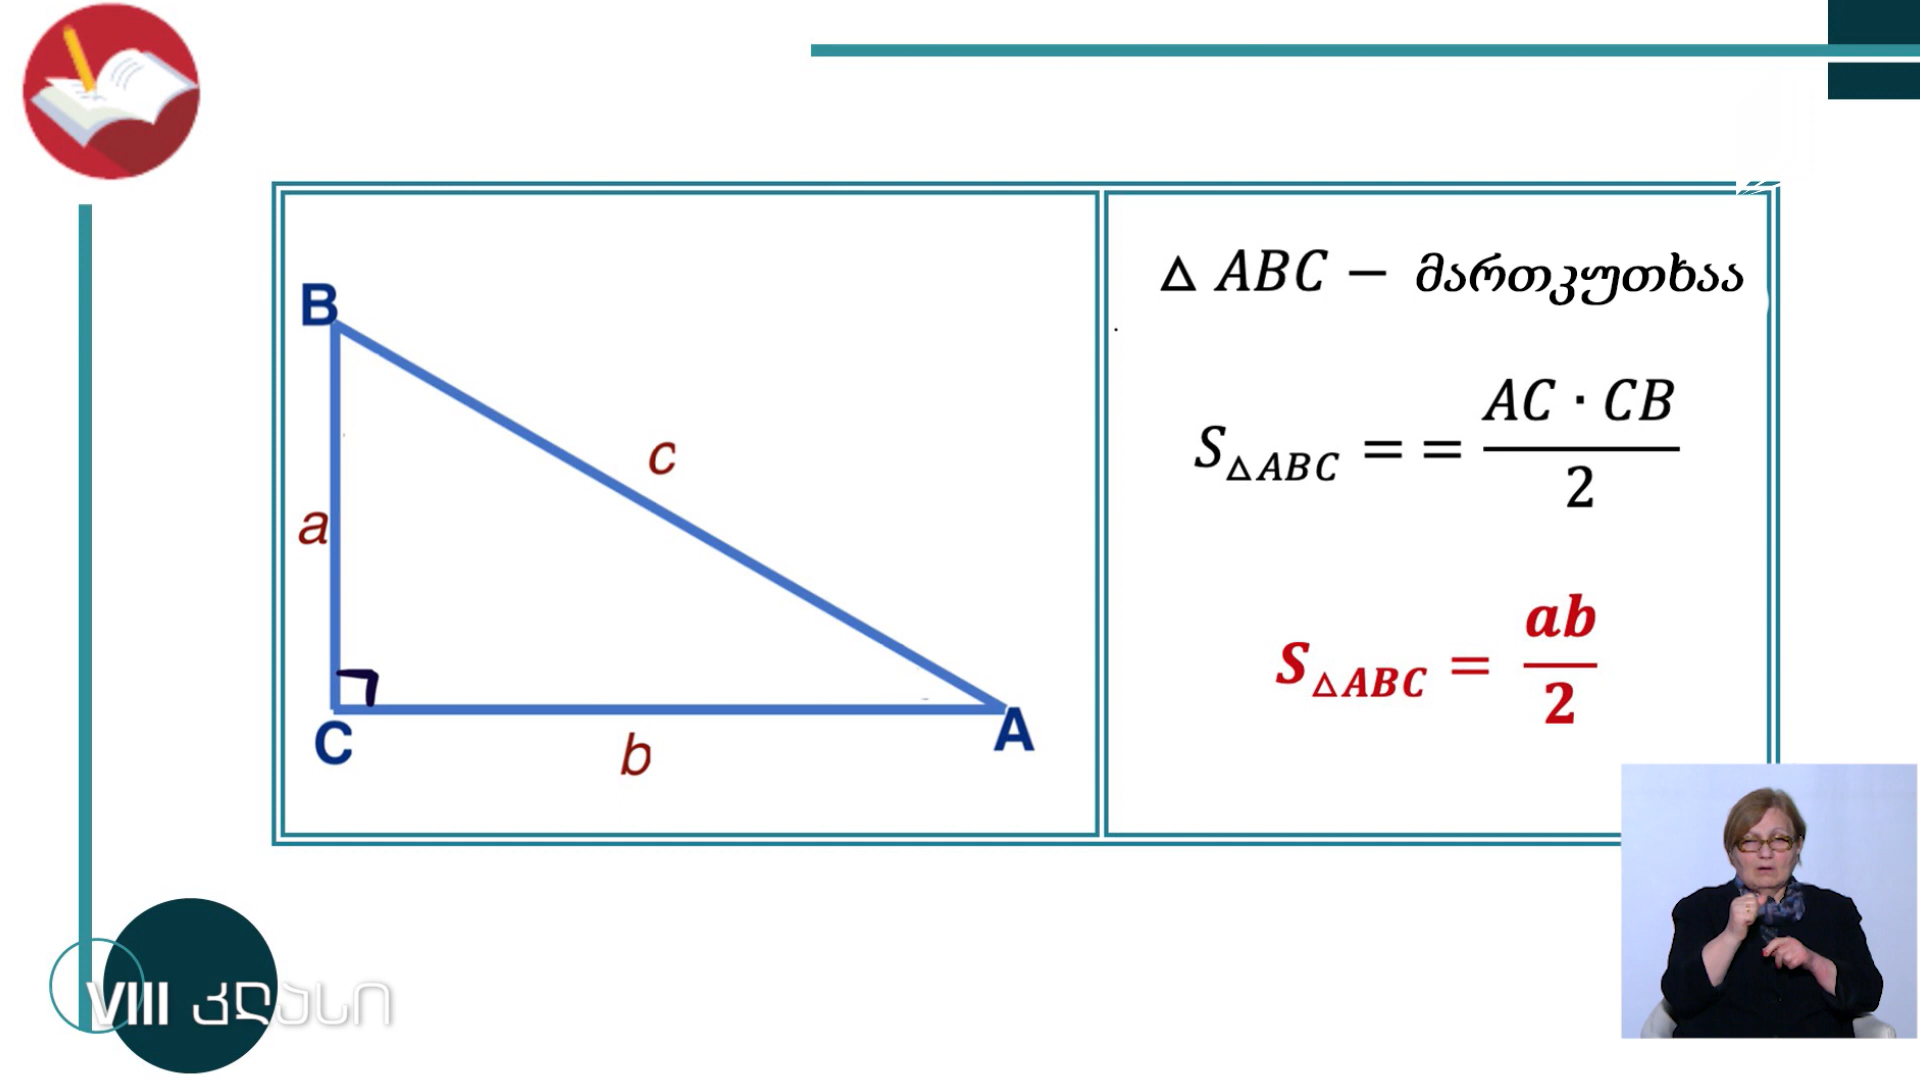 B
a
c
C
b
A
△ ABC − მართკუთხაა
S△ABC = = AC · CB / 2
S△ABC = ab / 2
VIII კლასი